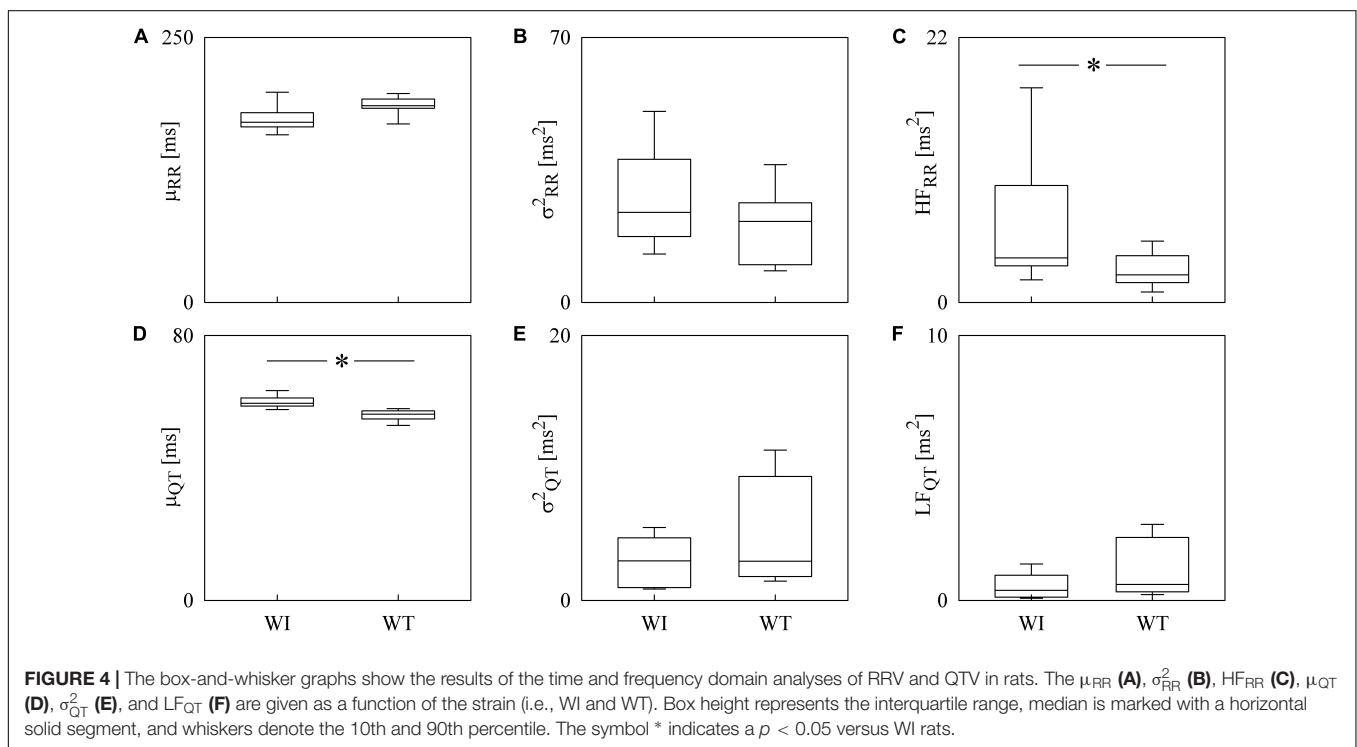 A 250 B 70 C 22
*
μRR [ms] σ²RR [ms²] HFRR [ms²]
0 0 0
D 80 E 20 F 10
*
μQT [ms] σ²QT [ms²] LFQT [ms²]
0 0 0
WI WT WI WT WI WT
FIGURE 4 | The box-and-whisker graphs show the results of the time and frequency domain analyses of RRV and QTV in rats. The μRR (A), σ²RR (B), HFRR (C), μQT
(D), σ²QT (E), and LFQT (F) are given as a function of the strain (i.e., WI and WT). Box height represents the interquartile range, median is marked with a horizontal
solid segment, and whiskers denote the 10th and 90th percentile. The symbol * indicates a p < 0.05 versus WI rats.